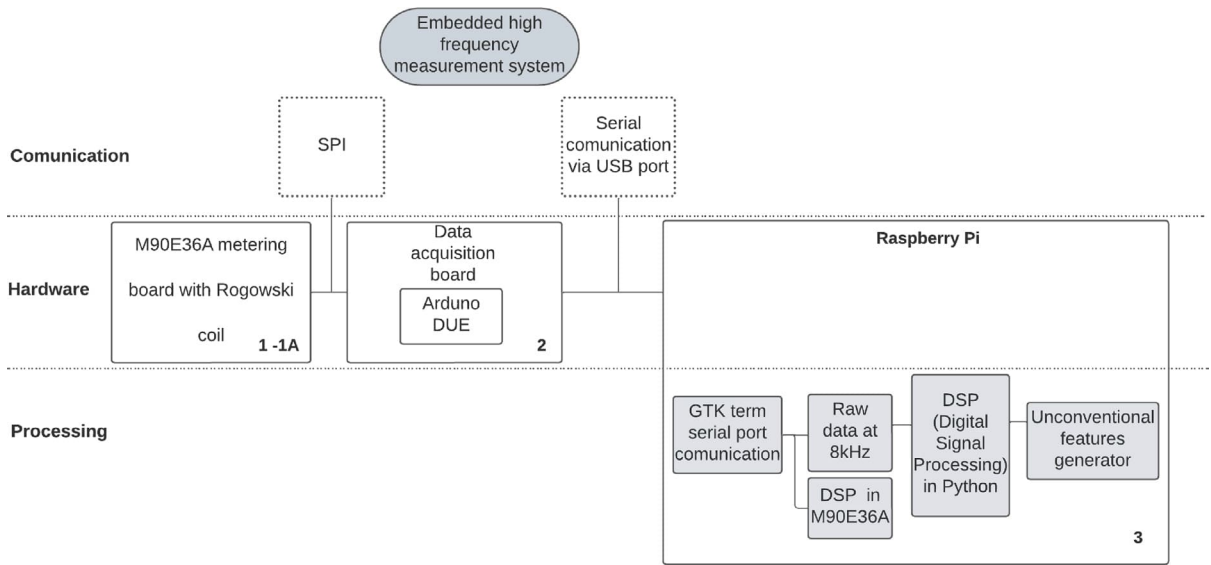 Embedded high
frequency
measurement system
Comunication
SPI
Serial
comunication
via USB port
Hardware
M90E36A metering
board with Rogowski
coil
1 -1A
Data
acquisition
board
Arduno
DUE
2
Raspberry Pi
Processing
GTK term
serial port
comunication
Raw
data at
8kHz
DSP in
M90E36A
DSP
(Digital
Signal
Processing)
in Python
Unconventional
features
generator
3